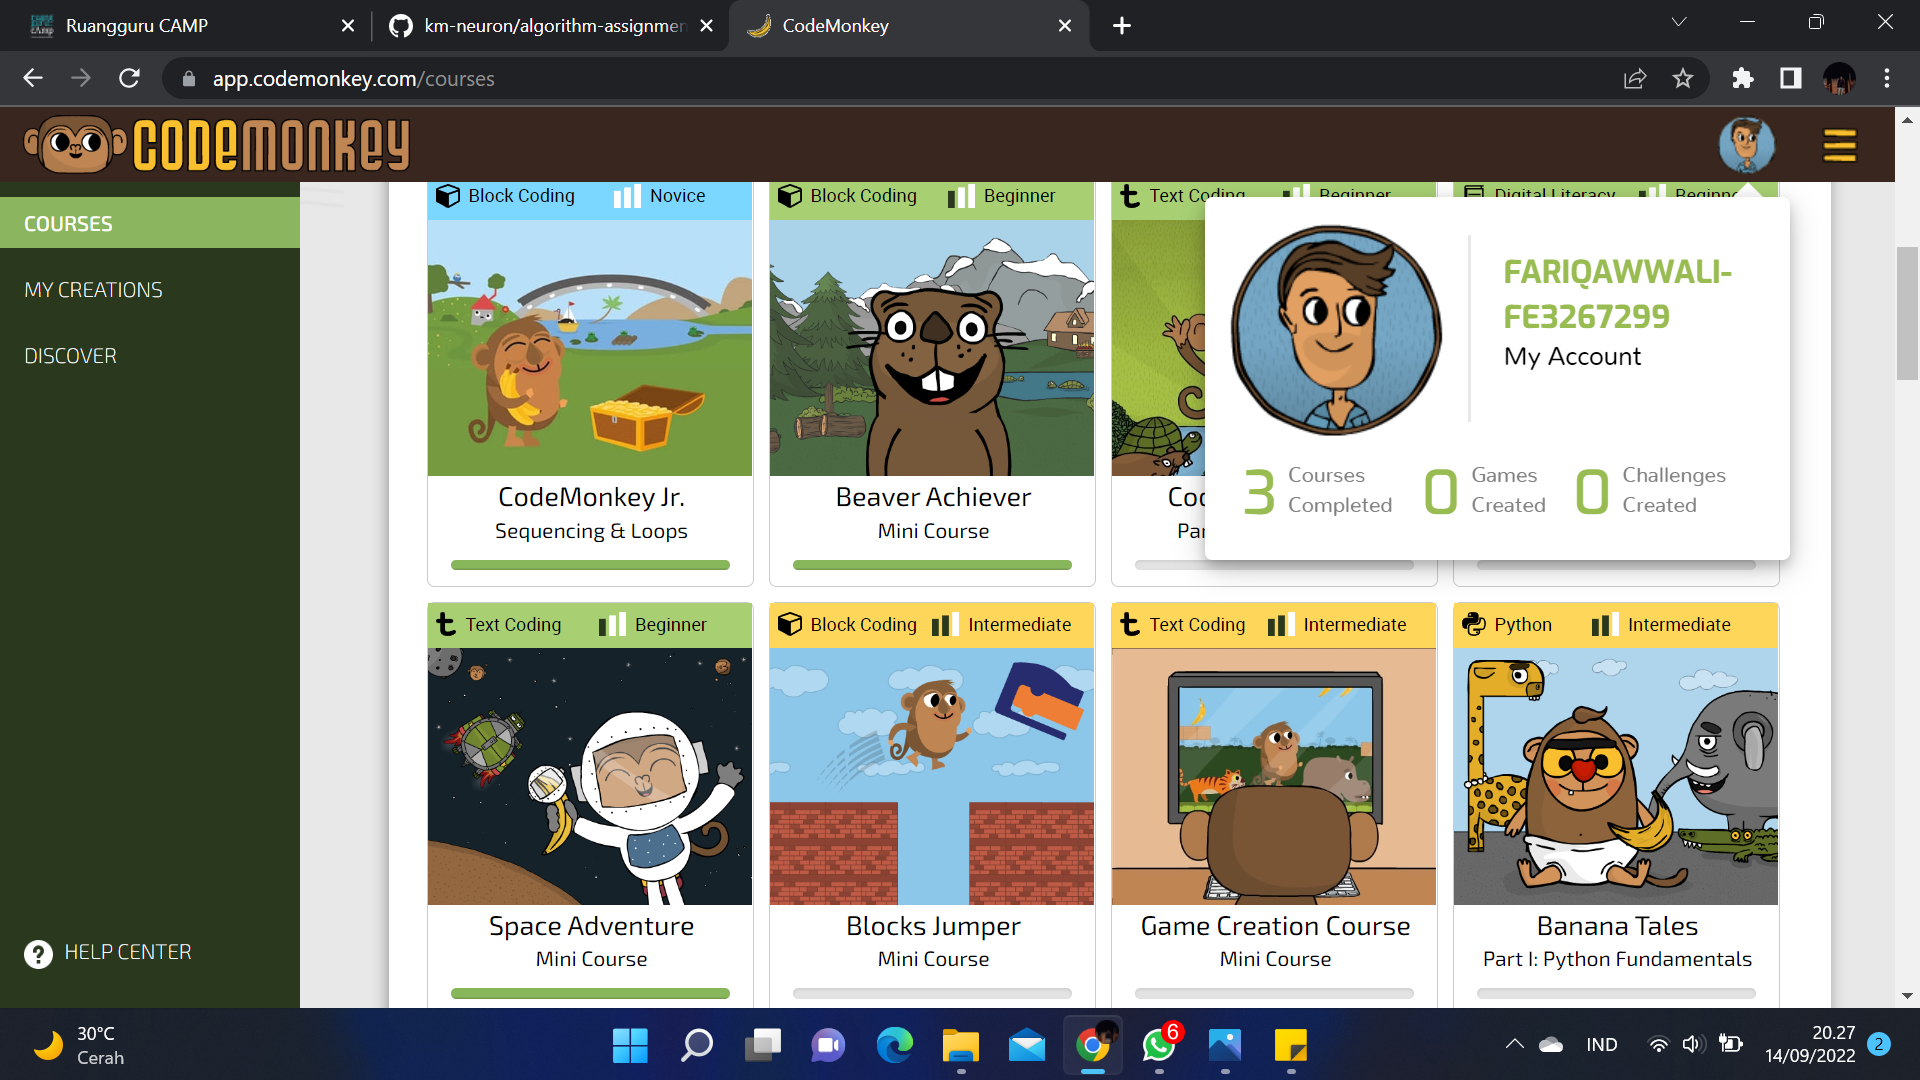 Ruangguru CAMP
km-neuron/algorithm-assignmen
CodeMonkey
app.codemonkey.com/courses
CODEMONKEY
COURSES
MY CREATIONS
DISCOVER
HELP CENTER
Block Coding Novice
Block Coding Beginner
Text Coding Beginner
Digital Literacy Beginne
FARIQAWWALI-
FE3267299
My Account
3 Courses Completed
0 Games Created
0 Challenges Created
CodeMonkey Jr.
Sequencing & Loops
Beaver Achiever
Mini Course
Coc
Par
Text Coding Beginner
Block Coding Intermediate
Text Coding Intermediate
Python Intermediate
Space Adventure
Mini Course
Blocks Jumper
Mini Course
Game Creation Course
Mini Course
Banana Tales
Part I: Python Fundamentals
30°C
Cerah
6
IND
20.27
14/09/2022
2